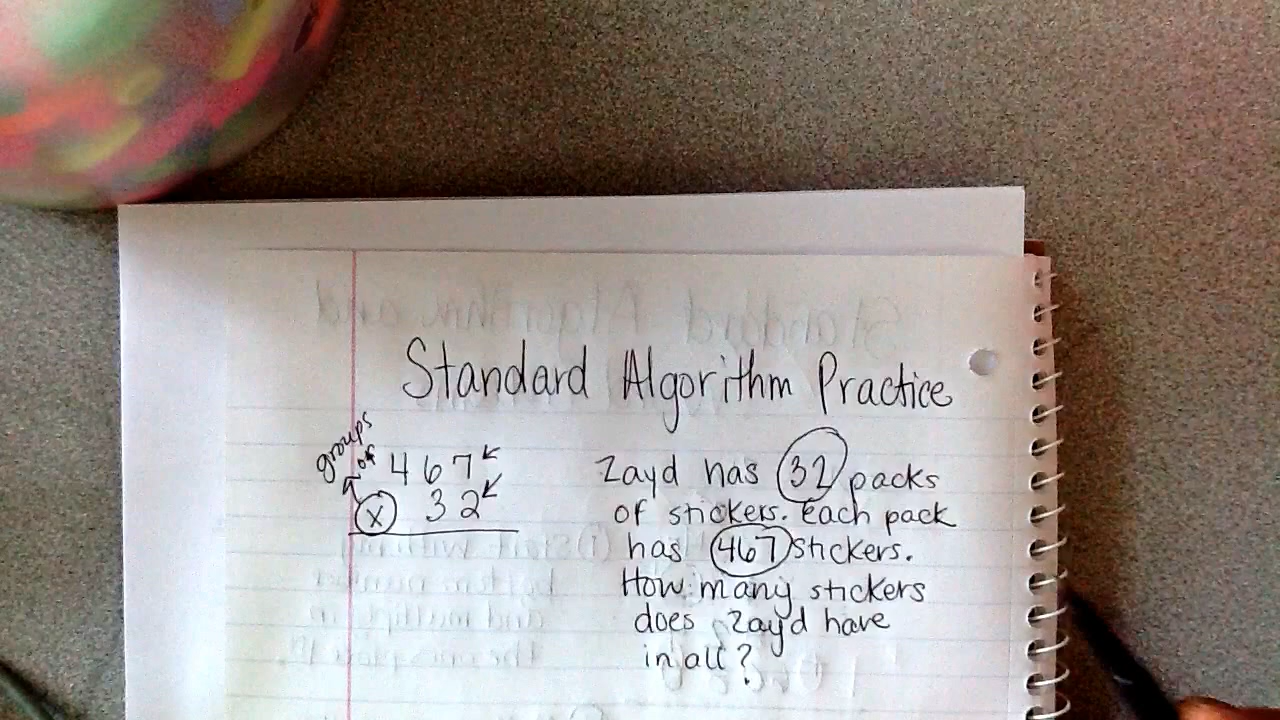 Standard Algorithm Practice
groups of
467
x 32
Zayd has 32 packs
of stickers. Each pack
has 467 stickers.
How many stickers
does Zayd have
in all?